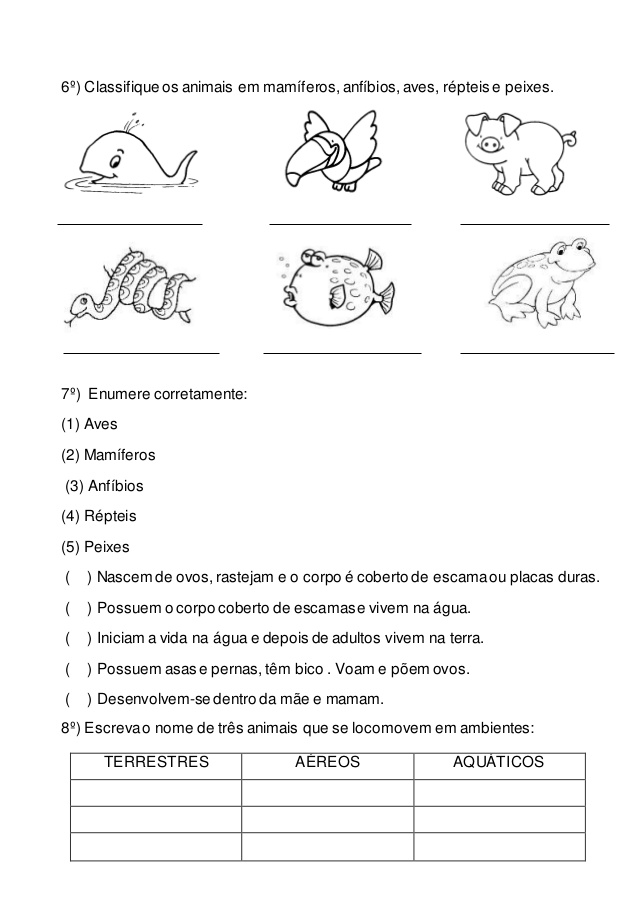 6º) Classifique os animais em mamíferos, anfíbios, aves, répteis e peixes.
7º) Enumere corretamente:
(1) Aves
(2) Mamíferos
(3) Anfíbios
(4) Répteis
(5) Peixes
( ) Nascem de ovos, rastejam e o corpo é coberto de escama ou placas duras.
( ) Possuem o corpo coberto de escamas e vivem na água.
( ) Iniciam a vida na água e depois de adultos vivem na terra.
( ) Possuem asas e pernas, têm bico . Voam e põem ovos.
( ) Desenvolvem-se dentro da mãe e mamam.
8º) Escreva o nome de três animais que se locomovem em ambientes:
TERRESTRES AÉREOS AQUÁTICOS